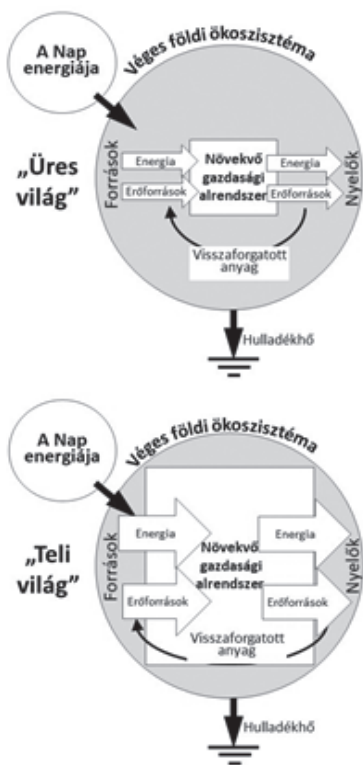 A Nap
energiája
Véges földi ökoszisztéma
„Üres
világ”
Források
Energia
Erőforrások
Növekvő
gazdasági
alrendszer
Energia
Erőforrások
Nyelők
Visszaforgatott
anyag
Hulladékhő
A Nap
energiája
Véges földi ökoszisztéma
„Teli
világ”
Források
Energia
Erőforrások
Növekvő
gazdasági
alrendszer
Energia
Erőforrások
Nyelők
Visszaforgatott
anyag
Hulladékhő